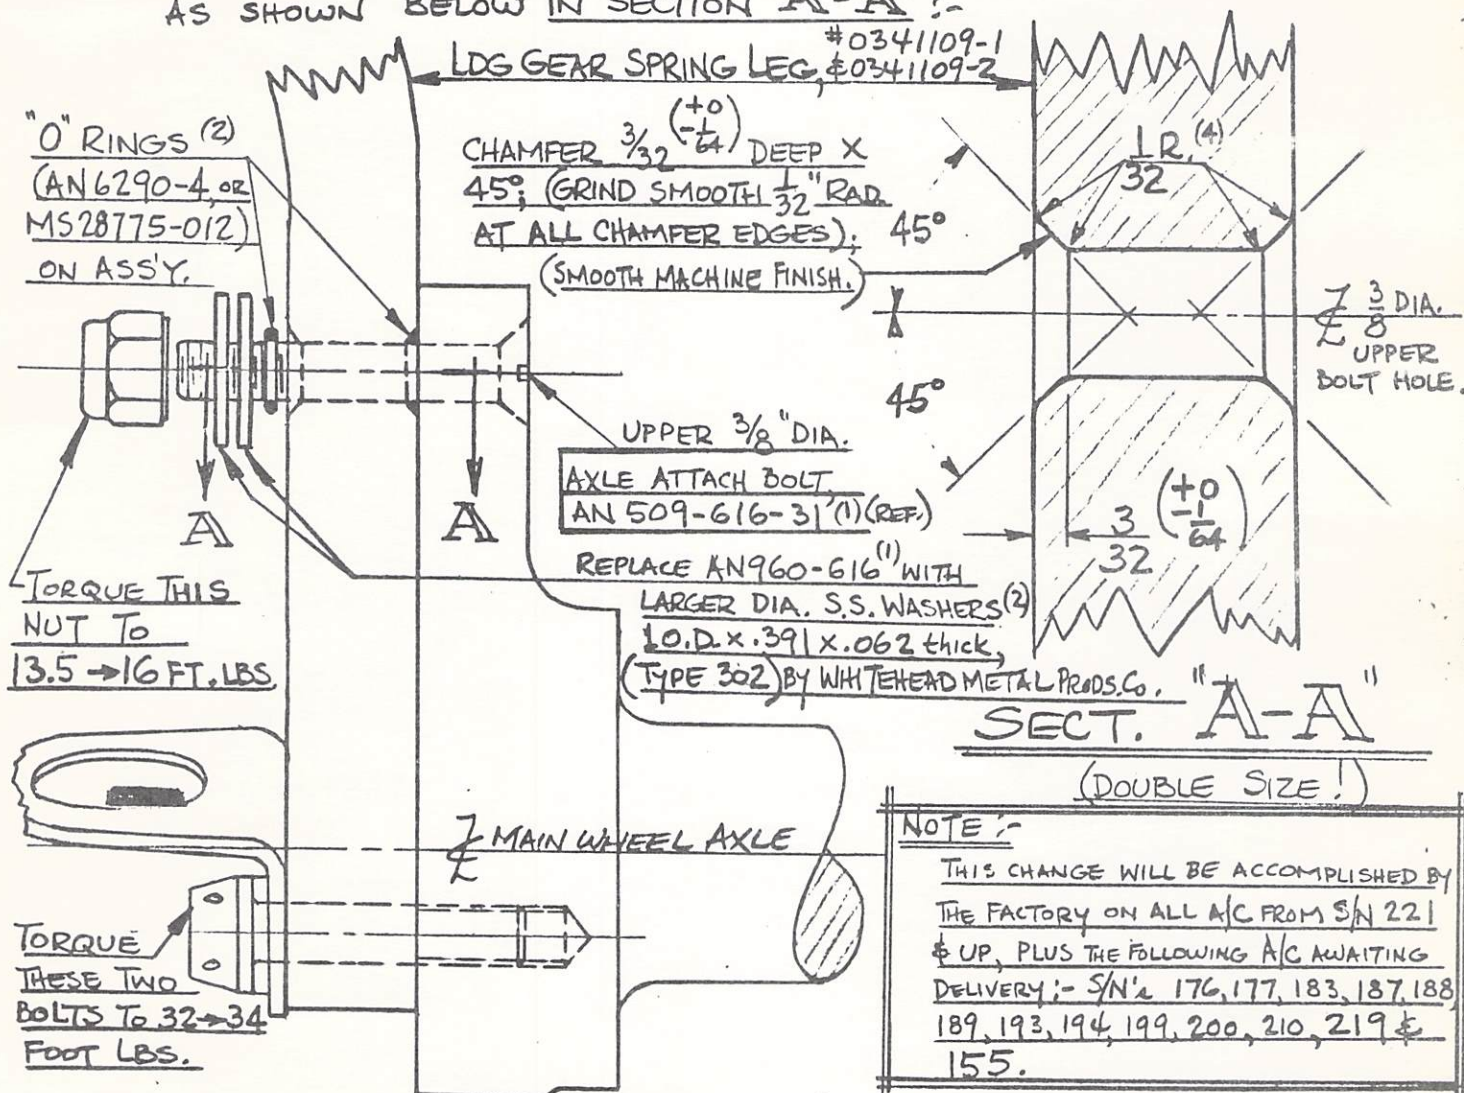 AS SHOWN BELOW IN SECTION "A-A" :-
LDG GEAR SPRING LEG, #0341109-1
& 0341109-2
"O" RINGS (2)
(AN 6290-4, OR
MS28775-012)
ON ASS'Y.
CHAMFER 3/32 (+0 -1/64) DEEP X
45°; (GRIND SMOOTH 1/32" RAD.
AT ALL CHAMFER EDGES);
(SMOOTH MACHINE FINISH.)
45°
45°
1/32 R. (4)
℄ 3/8 DIA.
UPPER
BOLT HOLE.
3/32 (+0 -1/64)
UPPER 3/8" DIA.
AXLE ATTACH BOLT
AN 509-616-31 (1) (REF.)
A
A
REPLACE AN960-616 (1) WITH
LARGER DIA. S.S. WASHERS (2)
1 O.D. x .391 x .062 thick,
(TYPE 302) BY WHITEHEAD METAL PRODS. CO.
TORQUE THIS
NUT TO
13.5 → 16 FT. LBS.
SECT. "A-A"
(DOUBLE SIZE!)
℄ MAIN WHEEL AXLE
TORQUE
THESE TWO
BOLTS TO 32 → 34
FOOT LBS.
NOTE :-
THIS CHANGE WILL BE ACCOMPLISHED BY
THE FACTORY ON ALL A/C FROM S/N 221
& UP, PLUS THE FOLLOWING A/C AWAITING
DELIVERY :- S/N's 176, 177, 183, 187, 188
189, 193, 194, 199, 200, 210, 219 &
155.